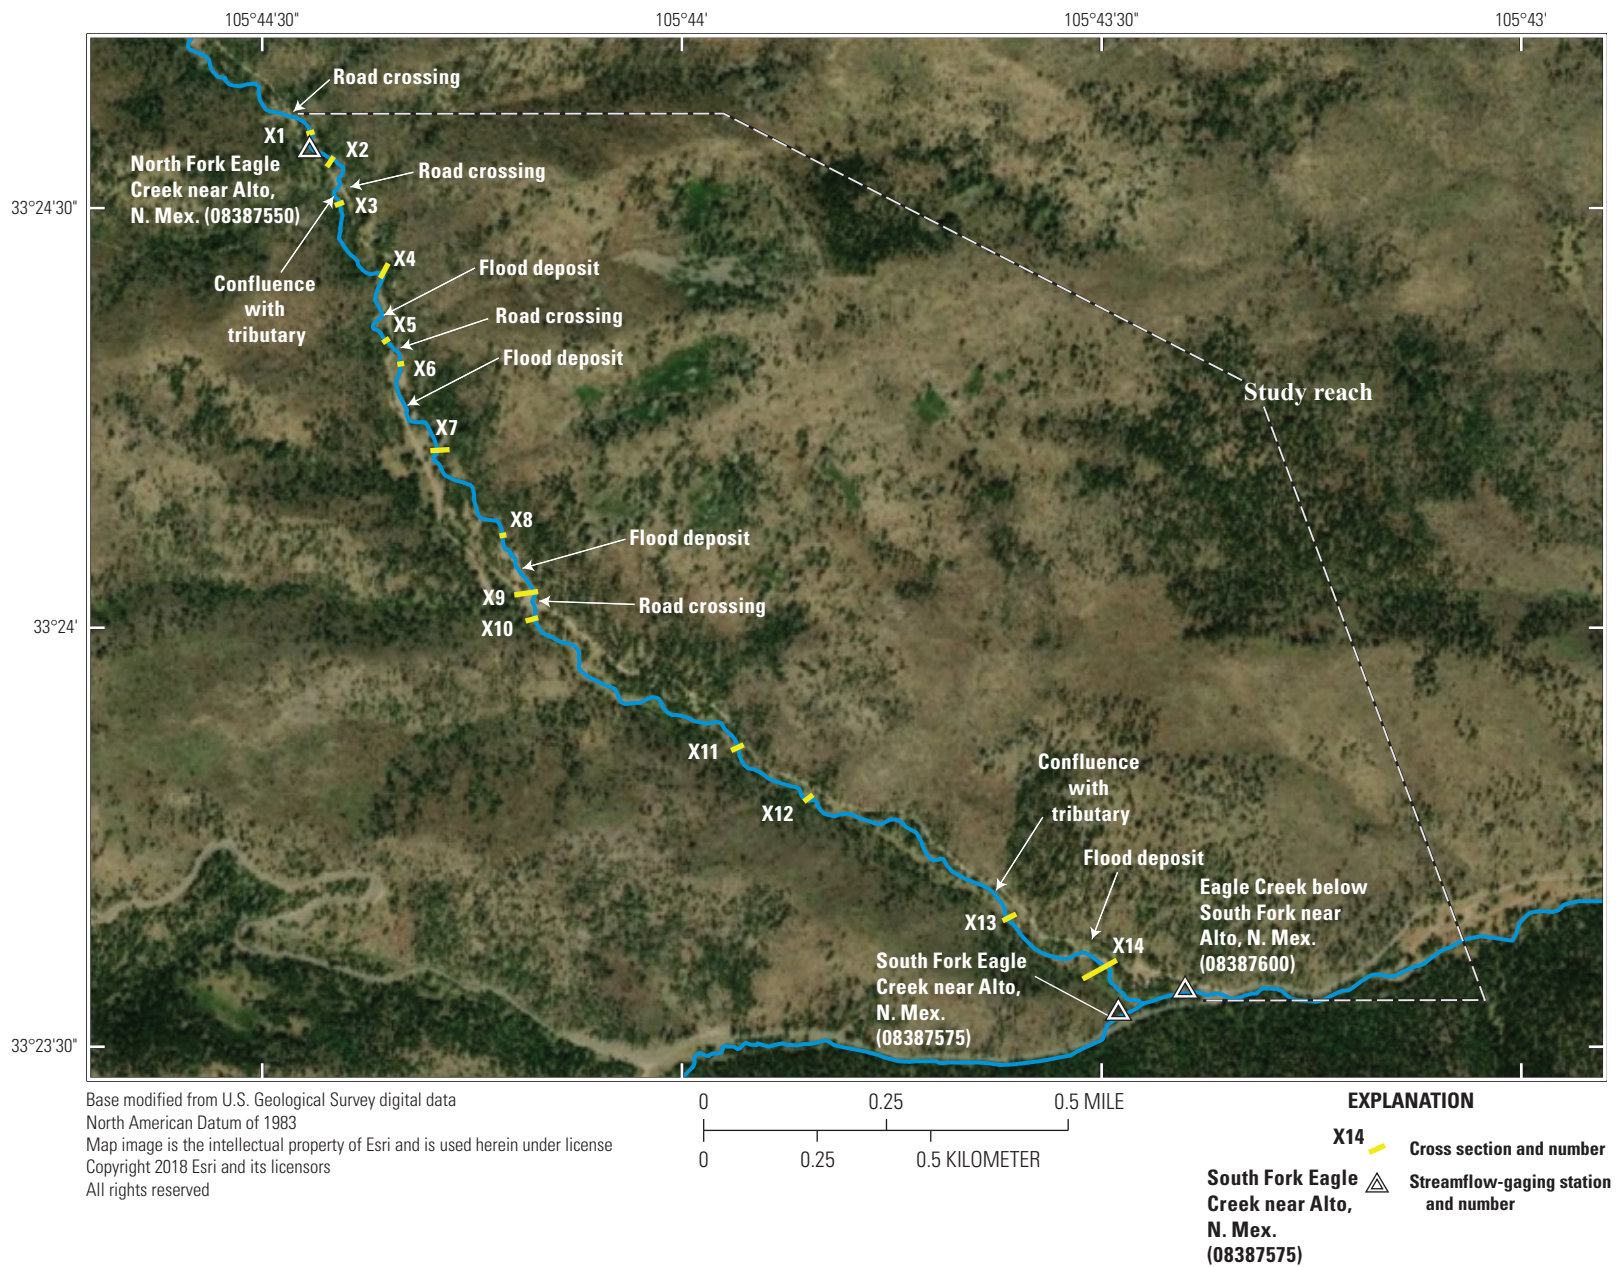 105°44'30"
105°44'
105°43'30"
105°43'
Road crossing
X1
X2
North Fork Eagle
Creek near Alto,
N. Mex. (08387550)
Road crossing
X3
33°24'30"
X4
Flood deposit
Confluence
with
tributary
X5
Road crossing
X6
Flood deposit
Study reach
X7
X8
Flood deposit
X9
Road crossing
X10
33°24'
X11
X12
Confluence
with
tributary
Flood deposit
Eagle Creek below
South Fork near
Alto, N. Mex.
(08387600)
X13
X14
South Fork Eagle
Creek near Alto,
N. Mex.
(08387575)
33°23'30"
Base modified from U.S. Geological Survey digital data
North American Datum of 1983
Map image is the intellectual property of Esri and is used herein under license
Copyright 2018 Esri and its licensors
All rights reserved
0 0.25 0.5 MILE
0 0.25 0.5 KILOMETER
EXPLANATION
X14
Cross section and number
South Fork Eagle
Creek near Alto,
N. Mex.
(08387575)
Streamflow-gaging station
and number